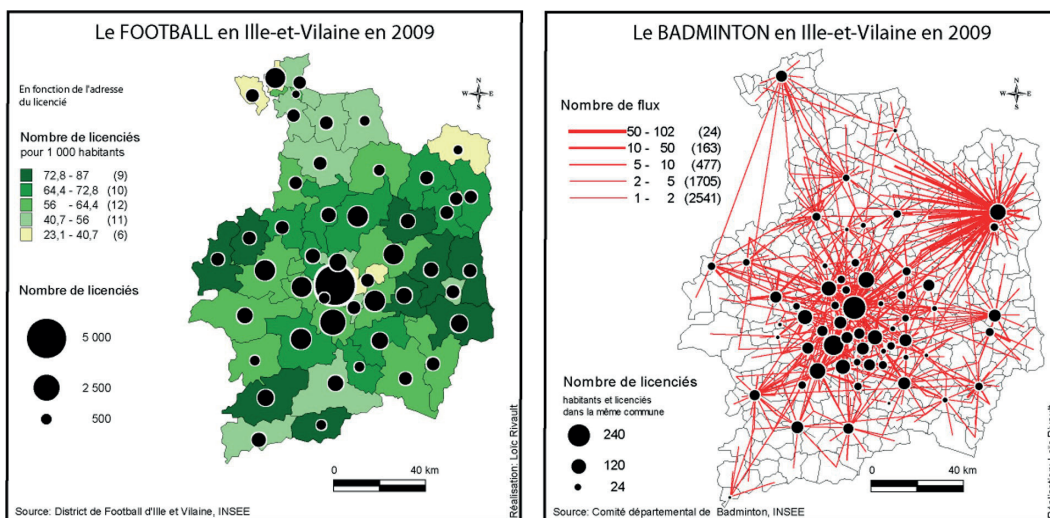 Le FOOTBALL en Ille-et-Vilaine en 2009
En fonction de l'adresse
du licencié
N
W E
S
Nombre de licenciés
pour 1 000 habitants
72,8 - 87 (9)
64,4 - 72,8 (10)
56 - 64,4 (12)
40,7 - 56 (11)
23,1 - 40,7 (6)
Nombre de licenciés
5 000
2 500
500
0 40 km
Source: District de Football d'Ille et Vilaine, INSEE
Réalisation: Loïc Rivault
Le BADMINTON en Ille-et-Vilaine en 2009
N
W E
S
Nombre de flux
50 - 102 (24)
10 - 50 (163)
5 - 10 (477)
2 - 5 (1705)
1 - 2 (2541)
Nombre de licenciés
habitants et licenciés
dans la même commune
240
120
24
0 40 km
Source: Comité départemental de Badminton, INSEE
Réalisation: Loïc Rivault